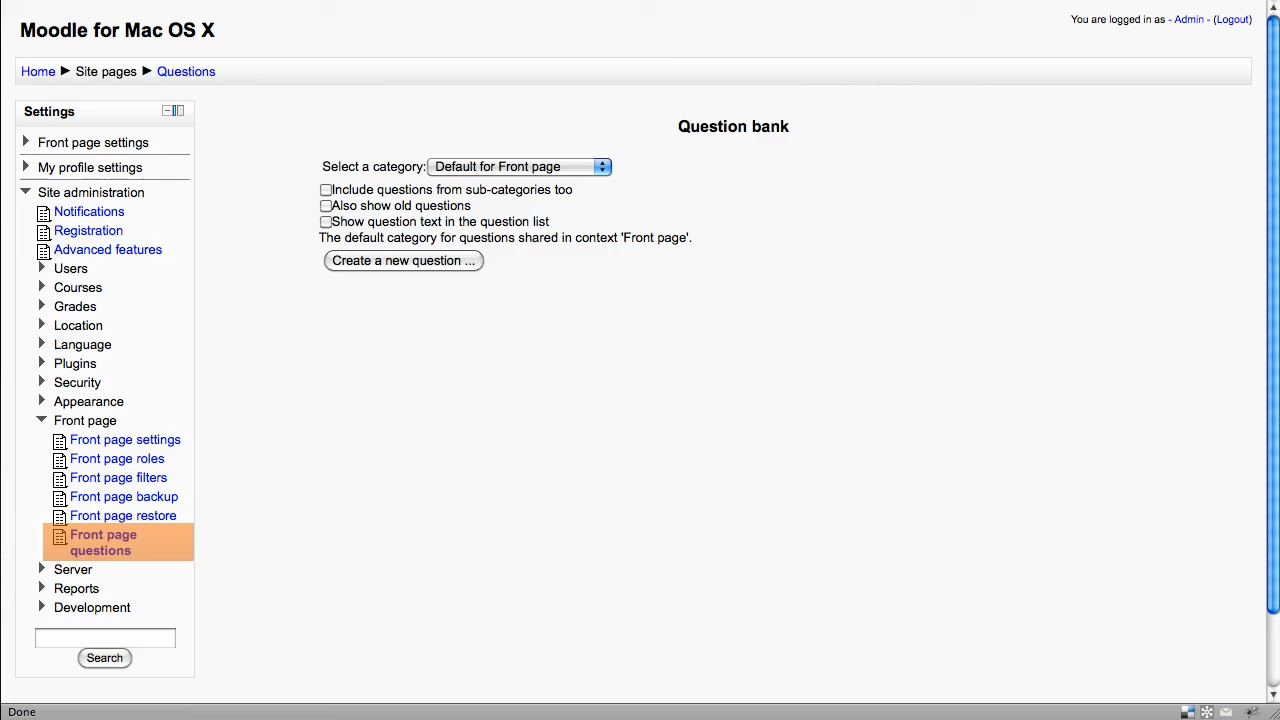 Moodle for Mac OS X
You are logged in as - Admin - (Logout)
Home ► Site pages ► Questions
Settings
Front page settings
My profile settings
Site administration
Notifications
Registration
Advanced features
Users
Courses
Grades
Location
Language
Plugins
Security
Appearance
Front page
Front page settings
Front page roles
Front page filters
Front page backup
Front page restore
Front page
questions
Server
Reports
Development
Search
Question bank
Select a category: Default for Front page
Include questions from sub-categories too
Also show old questions
Show question text in the question list
The default category for questions shared in context 'Front page'.
Create a new question ...
Done